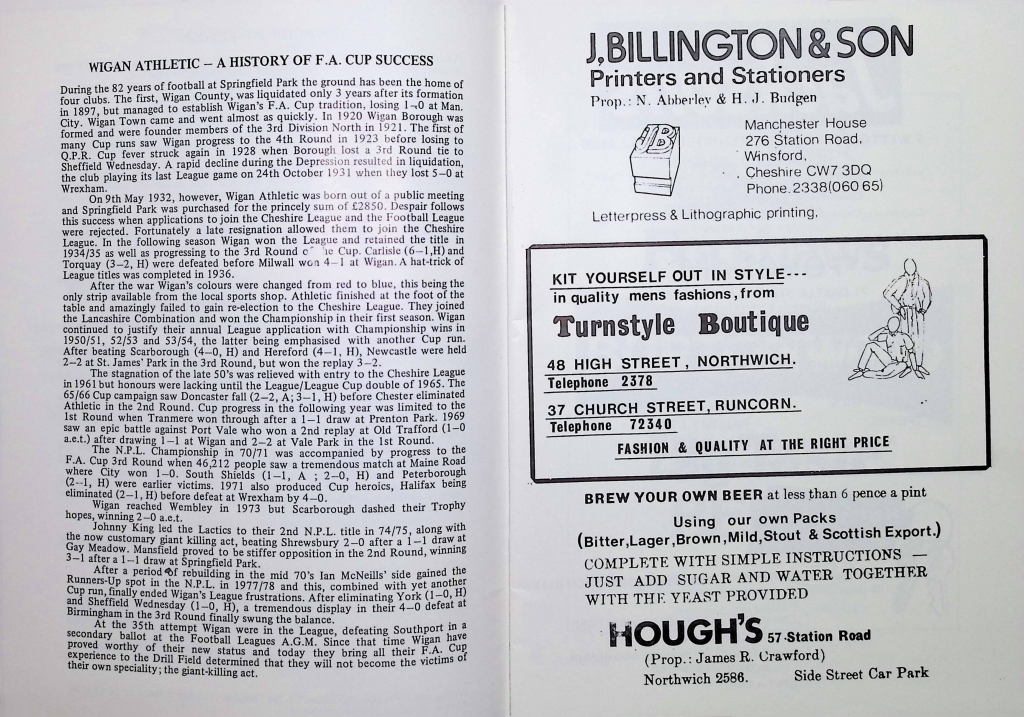 WIGAN ATHLETIC – A HISTORY OF F.A. CUP SUCCESS
During the 82 years of football at Springfield Park the ground has been the home of
four clubs. The first, Wigan County, was liquidated only 3 years after its formation
in 1897, but managed to establish Wigan's F.A. Cup tradition, losing 1–0 at Man.
City. Wigan Town came and went almost as quickly. In 1920 Wigan Borough was
formed and were founder members of the 3rd Division North in 1921. The first of
many Cup runs saw Wigan progress to the 4th Round in 1923 before losing to
Q.P.R. Cup fever struck again in 1928 when Borough lost a 3rd Round tie to
Sheffield Wednesday. A rapid decline during the Depression resulted in liquidation,
the club playing its last League game on 24th October 1931 when they lost 5–0 at
Wrexham.
On 9th May 1932, however, Wigan Athletic was born out of a public meeting
and Springfield Park was purchased for the princely sum of £2850. Despair follows
this success when applications to join the Cheshire League and the Football League
were rejected. Fortunately a late resignation allowed them to join the Cheshire
League. In the following season Wigan won the League and retained the title in
1934/35 as well as progressing to the 3rd Round Cup. Carlisle (6–1,H) and
Torquay (3–2, H) were defeated before Milwall won 4–1 at Wigan. A hat-trick of
League titles was completed in 1936.
After the war Wigan's colours were changed from red to blue, this being the
only strip available from the local sports shop. Athletic finished at the foot of the
table and amazingly failed to gain re-election to the Cheshire League. They joined
the Lancashire Combination and won the Championship in their first season. Wigan
continued to justify their annual League application with Championship wins in
1950/51, 52/53 and 53/54, the latter being emphasised with another Cup run.
After beating Scarborough (4–0, H) and Hereford (4–1, H), Newcastle were held
2–2 at St. James' Park in the 3rd Round, but won the replay 3–2.
The stagnation of the late 50's was relieved with entry to the Cheshire League
in 1961 but honours were lacking until the League/League Cup double of 1965. The
65/66 Cup campaign saw Doncaster fall (2–2, A; 3–1, H) before Chester eliminated
Athletic in the 2nd Round. Cup progress in the following year was limited to the
1st Round when Tranmere won through after a 1–1 draw at Prenton Park. 1969
saw an epic battle against Port Vale who won a 2nd replay at Old Trafford (1–0
a.e.t.) after drawing 1–1 at Wigan and 2–2 at Vale Park in the 1st Round.
The N.P.L. Championship in 70/71 was accompanied by progress to the
F.A. Cup 3rd Round when 46,212 people saw a tremendous match at Maine Road
where City won 1–0. South Shields (1–1, A ; 2–0, H) and Peterborough
(2–1, H) were earlier victims. 1971 also produced Cup heroics, Halifax being
eliminated (2–1, H) before defeat at Wrexham by 4–0.
Wigan reached Wembley in 1973 but Scarborough dashed their Trophy
hopes, winning 2–0 a.e.t.
Johnny King led the Lactics to their 2nd N.P.L. title in 74/75, along with
the now customary giant killing act, beating Shrewsbury 2–0 after a 1–1 draw at
Gay Meadow. Mansfield proved to be stiffer opposition in the 2nd Round, winning
3–1 after a 1–1 draw at Springfield Park.
After a period of rebuilding in the mid 70's Ian McNeills' side gained the
Runners-Up spot in the N.P.L. in 1977/78 and this, combined with yet another
Cup run, finally ended Wigan's League frustrations. After eliminating York (1–0, H)
and Sheffield Wednesday (1–0, H), a tremendous display in their 4–0 defeat at
Birmingham in the 3rd Round finally swung the balance.
At the 35th attempt Wigan were in the League, defeating Southport in a
secondary ballot at the Football Leagues A.G.M. Since that time Wigan have
proved worthy of their new status and today they bring all their F.A. Cup
experience to the Drill Field determined that they will not become the victims of
their own speciality; the giant-killing act.
J,BILLINGTON & SON
Printers and Stationers
Prop.: N. Abberley & H. J. Budgen
JB
Manchester House
276 Station Road,
Winsford,
Cheshire CW7 3DQ
Phone.2338(060 65)
Letterpress & Lithographic printing.
KIT YOURSELF OUT IN STYLE---
in quality mens fashions, from
Turnstyle Boutique
48 HIGH STREET, NORTHWICH.
Telephone 2378
37 CHURCH STREET, RUNCORN.
Telephone 72340
FASHION & QUALITY AT THE RIGHT PRICE
BREW YOUR OWN BEER at less than 6 pence a pint
Using our own Packs
(Bitter,Lager,Brown,Mild,Stout & Scottish Export.)
COMPLETE WITH SIMPLE INSTRUCTIONS —
JUST ADD SUGAR AND WATER TOGETHER
WITH THE YEAST PROVIDED
HOUGH'S 57 Station Road
(Prop.: James R. Crawford)
Northwich 2586. Side Street Car Park